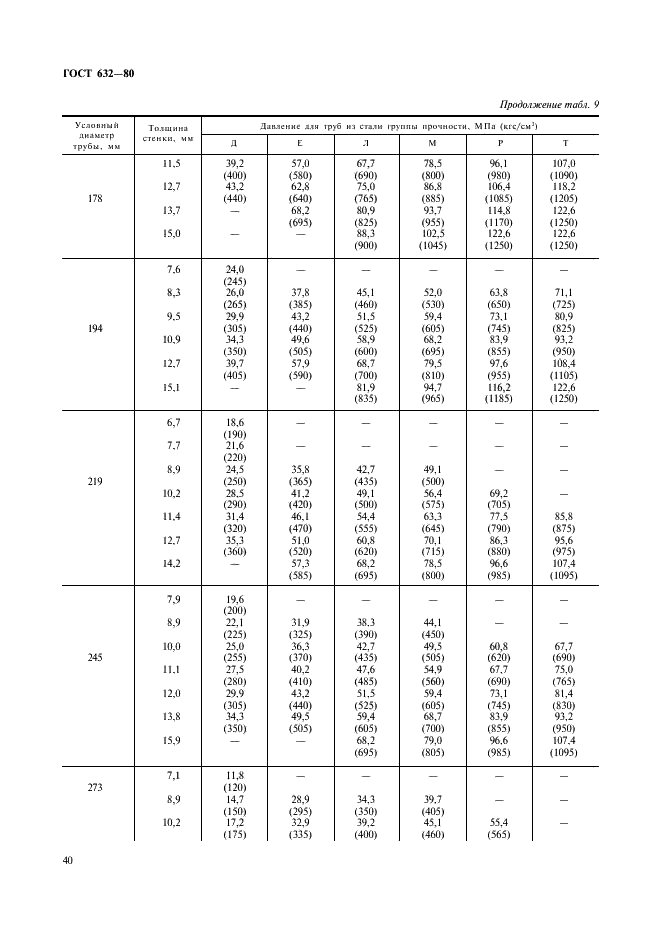 ГОСТ 632—80
Продолжение табл. 9
Условный диаметр трубы, мм
Толщина стенки, мм
Давление для труб из стали группы прочности, МПа (кгс/см²)
Д Е Л М Р Т
178
11,5 39,2 57,0 67,7 78,5 96,1 107,0
(400) (580) (690) (800) (980) (1090)
12,7 43,2 62,8 75,0 86,8 106,4 118,2
(440) (640) (765) (885) (1085) (1205)
13,7 — 68,2 80,9 93,7 114,8 122,6
(695) (825) (955) (1170) (1250)
15,0 — — 88,3 102,5 122,6 122,6
(900) (1045) (1250) (1250)
194
7,6 24,0 — — — — —
(245)
8,3 26,0 37,8 45,1 52,0 63,8 71,1
(265) (385) (460) (530) (650) (725)
9,5 29,9 43,2 51,5 59,4 73,1 80,9
(305) (440) (525) (605) (745) (825)
10,9 34,3 49,6 58,9 68,2 83,9 93,2
(350) (505) (600) (695) (855) (950)
12,7 39,7 57,9 68,7 79,5 97,6 108,4
(405) (590) (700) (810) (955) (1105)
15,1 — — 81,9 94,7 116,2 122,6
(835) (965) (1185) (1250)
219
6,7 18,6 — — — — —
(190)
7,7 21,6 — — — — —
(220)
8,9 24,5 35,8 42,7 49,1 — —
(250) (365) (435) (500)
10,2 28,5 41,2 49,1 56,4 69,2 —
(290) (420) (500) (575) (705)
11,4 31,4 46,1 54,4 63,3 77,5 85,8
(320) (470) (555) (645) (790) (875)
12,7 35,3 51,0 60,8 70,1 86,3 95,6
(360) (520) (620) (715) (880) (975)
14,2 — 57,3 68,2 78,5 96,6 107,4
(585) (695) (800) (985) (1095)
245
7,9 19,6 — — — — —
(200)
8,9 22,1 31,9 38,3 44,1 — —
(225) (325) (390) (450)
10,0 25,0 36,3 42,7 49,5 60,8 67,7
(255) (370) (435) (505) (620) (690)
11,1 27,5 40,2 47,6 54,9 67,7 75,0
(280) (410) (485) (560) (690) (765)
12,0 29,9 43,2 51,5 59,4 73,1 81,4
(305) (440) (525) (605) (745) (830)
13,8 34,3 49,5 59,4 68,7 83,9 93,2
(350) (505) (605) (700) (855) (950)
15,9 — — 68,2 79,0 96,6 107,4
(695) (805) (985) (1095)
273
7,1 11,8 — — — — —
(120)
8,9 14,7 28,9 34,3 39,7 — —
(150) (295) (350) (405)
10,2 17,2 32,9 39,2 45,1 55,4 —
(175) (335) (400) (460) (565)
40